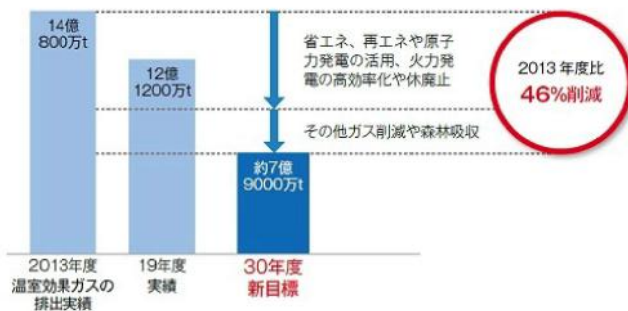 14億
800万t
12億
1200万t
約7億
9000万t
省エネ、再エネや原子
力発電の活用、火力発
電の高効率化や休廃止
その他ガス削減や森林吸収
2013年度比
46%削減
2013年度
温室効果ガスの
排出実績
19年度
実績
30年度
新目標